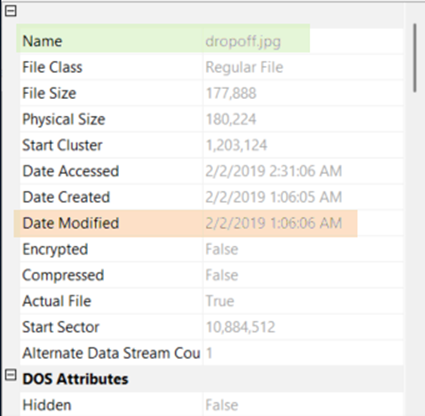 Name dropoff.jpg
File Class Regular File
File Size 177,888
Physical Size 180,224
Start Cluster 1,203,124
Date Accessed 2/2/2019 2:31:06 AM
Date Created 2/2/2019 1:06:05 AM
Date Modified 2/2/2019 1:06:06 AM
Encrypted False
Compressed False
Actual File True
Start Sector 10,884,512
Alternate Data Stream Cou 1
DOS Attributes
Hidden False